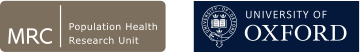 MRC
Population Health
Research Unit
UNIVERSITY OF
OXFORD